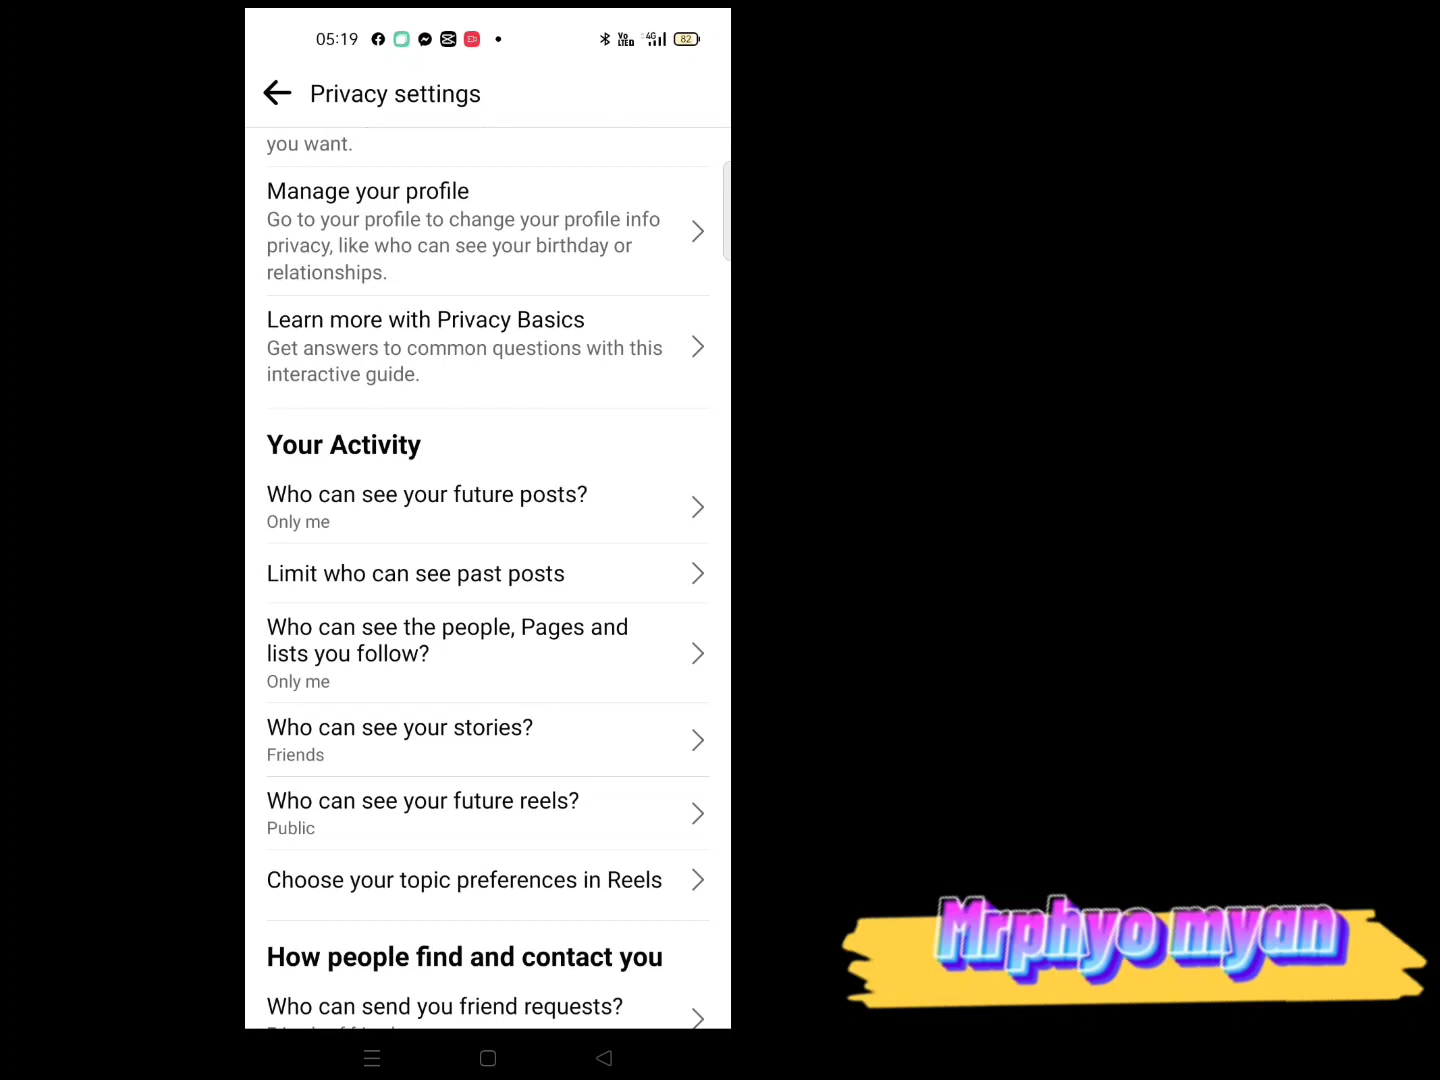 05:19
Vo
LTED
4G
82
Privacy settings
you want.
Manage your profile
Go to your profile to change your profile info
privacy, like who can see your birthday or
relationships.
Learn more with Privacy Basics
Get answers to common questions with this
interactive guide.
Your Activity
Who can see your future posts?
Only me
Limit who can see past posts
Who can see the people, Pages and
lists you follow?
Only me
Who can see your stories?
Friends
Who can see your future reels?
Public
Choose your topic preferences in Reels
How people find and contact you
Who can send you friend requests?
Mrphyo myan